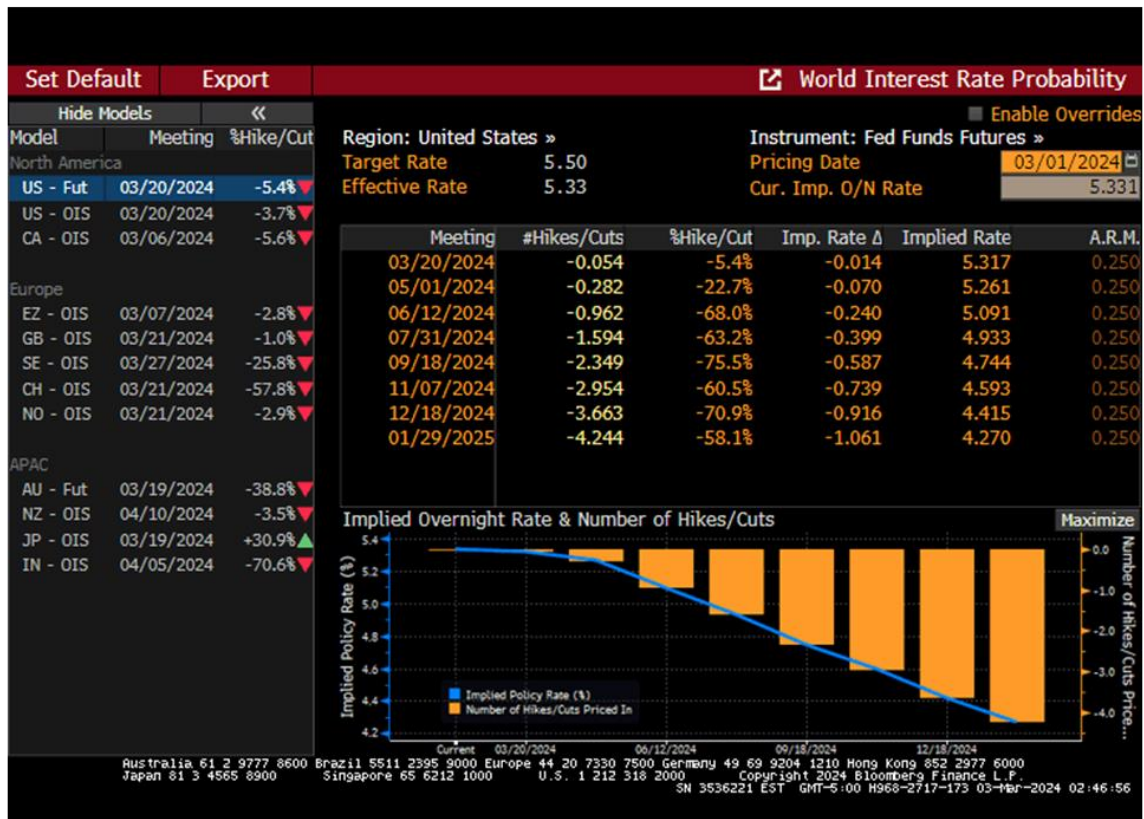 Set Default Export World Interest Rate Probability
Hide Models «
Enable Overrides
Model Meeting %Hike/Cut
North America
US - Fut 03/20/2024 -5.4%
US - OIS 03/20/2024 -3.7%
CA - OIS 03/06/2024 -5.6%
Europe
EZ - OIS 03/07/2024 -2.8%
GB - OIS 03/21/2024 -1.0%
SE - OIS 03/27/2024 -25.8%
CH - OIS 03/21/2024 -57.8%
NO - OIS 03/21/2024 -2.9%
APAC
AU - Fut 03/19/2024 -38.8%
NZ - OIS 04/10/2024 -3.5%
JP - OIS 03/19/2024 +30.9%
IN - OIS 04/05/2024 -70.6%
Region: United States » Instrument: Fed Funds Futures »
Target Rate 5.50 Pricing Date 03/01/2024
Effective Rate 5.33 Cur. Imp. O/N Rate 5.331
Meeting #Hikes/Cuts %Hike/Cut Imp. Rate Δ Implied Rate A.R.M.
03/20/2024 -0.054 -5.4% -0.014 5.317 0.250
05/01/2024 -0.282 -22.7% -0.070 5.261 0.250
06/12/2024 -0.962 -68.0% -0.240 5.091 0.250
07/31/2024 -1.594 -63.2% -0.399 4.933 0.250
09/18/2024 -2.349 -75.5% -0.587 4.744 0.250
11/07/2024 -2.954 -60.5% -0.739 4.593 0.250
12/18/2024 -3.663 -70.9% -0.916 4.415 0.250
01/29/2025 -4.244 -58.1% -1.061 4.270 0.250
Implied Overnight Rate & Number of Hikes/Cuts Maximize
Implied Policy Rate (%)
5.4
5.2
5.0
4.8
4.6
4.4
4.2
Implied Policy Rate (%)
Number of Hikes/Cuts Priced In
0.0
-1.0
-2.0
-3.0
-4.0
Number of Hikes/Cuts Price...
Current 03/20/2024 06/12/2024 09/18/2024 12/18/2024
Australia 61 2 9777 8600 Brazil 5511 2395 9000 Europe 44 20 7330 7500 Germany 49 69 9204 1210 Hong Kong 852 2977 6000
Japan 81 3 4565 8900 Singapore 65 6212 1000 U.S. 1 212 318 2000 Copyright 2024 Bloomberg Finance L.P.
SN 3536221 EST GMT-5:00 H968-2717-173 03-Mar-2024 02:46:56